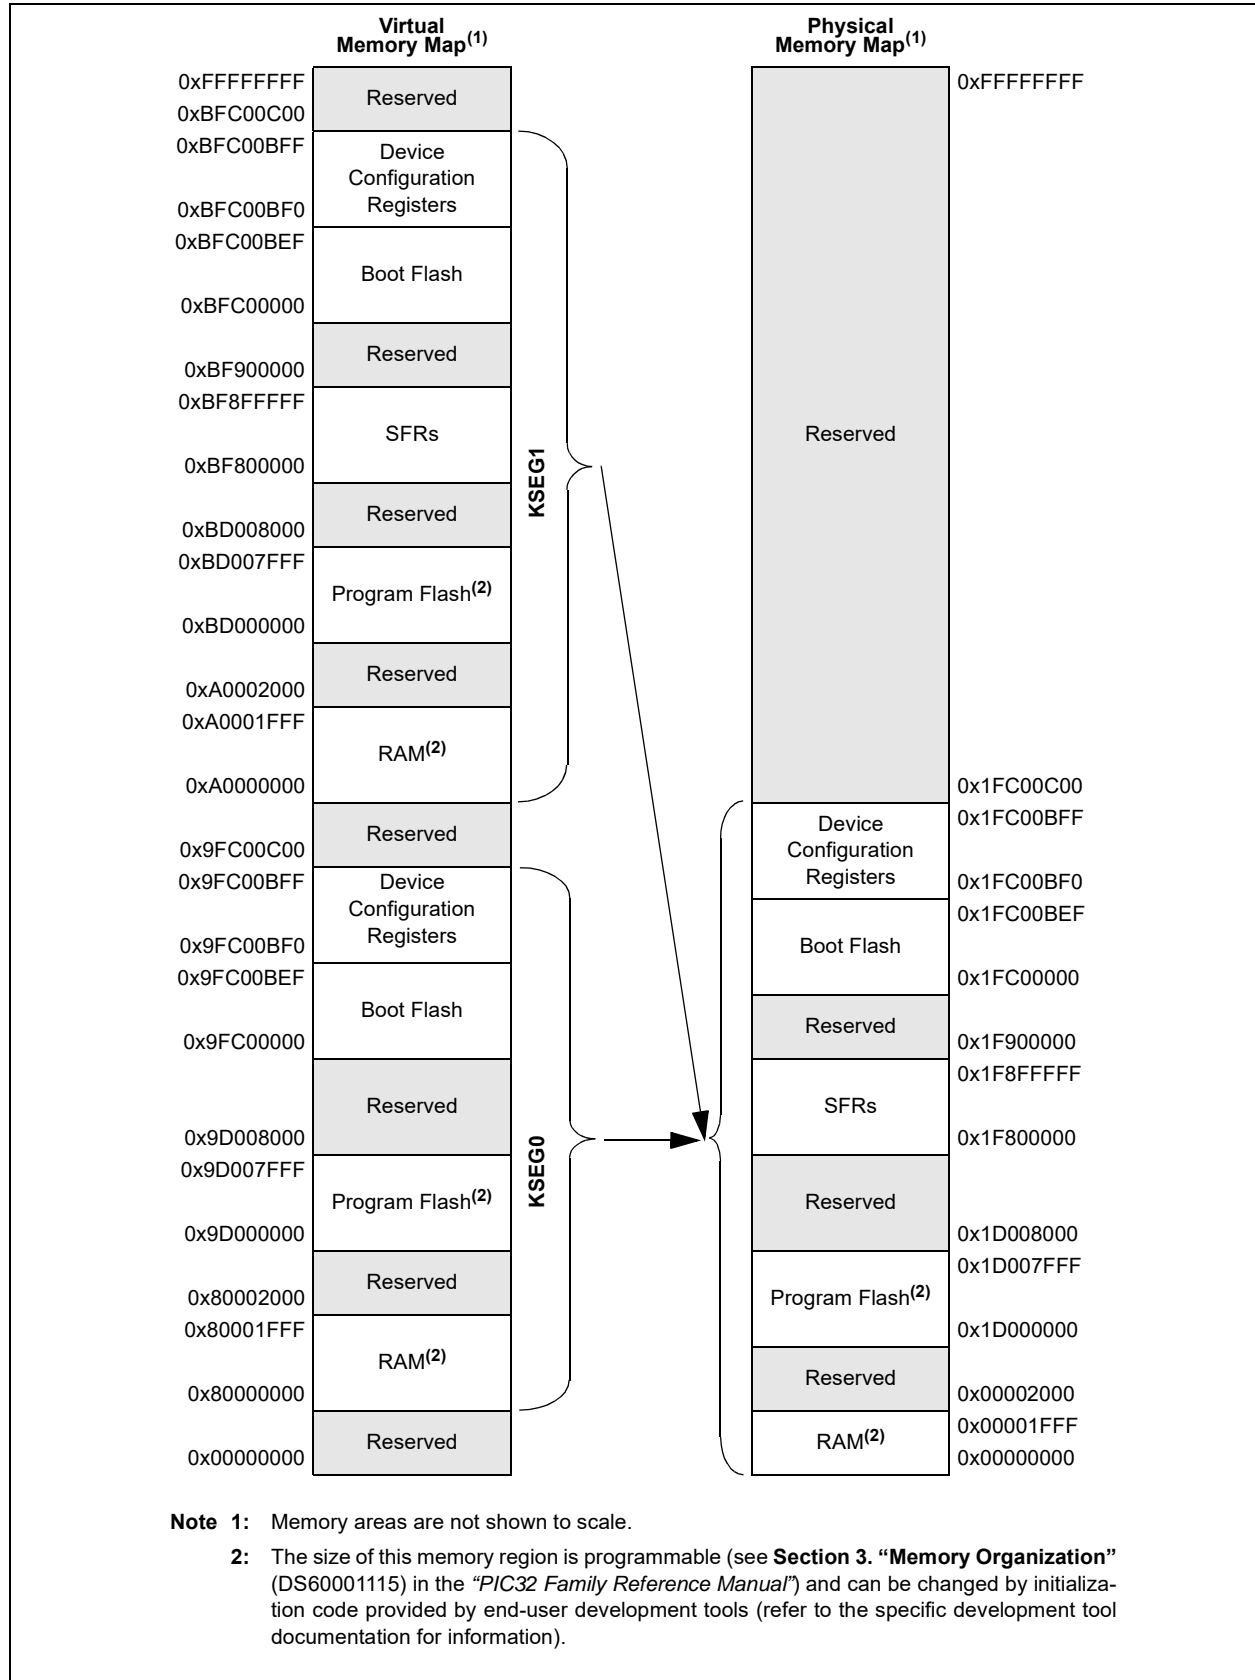 Virtual
Memory Map(1)
Physical
Memory Map(1)
0xFFFFFFFF
Reserved
0xBFC00C00
0xBFC00BFF
Device
Configuration
Registers
0xBFC00BF0
0xBFC00BEF
Boot Flash
0xBFC00000
Reserved
0xBF900000
0xBF8FFFFF
SFRs
0xBF800000
Reserved
0xBD008000
0xBD007FFF
Program Flash(2)
0xBD000000
Reserved
0xA0002000
0xA0001FFF
RAM(2)
0xA0000000
Reserved
0x9FC00C00
0x9FC00BFF
Device
Configuration
Registers
0x9FC00BF0
0x9FC00BEF
Boot Flash
0x9FC00000
Reserved
0x9D008000
0x9D007FFF
Program Flash(2)
0x9D000000
Reserved
0x80002000
0x80001FFF
RAM(2)
0x80000000
Reserved
0x00000000
KSEG1
KSEG0
0xFFFFFFFF
Reserved
0x1FC00C00
0x1FC00BFF
Device
Configuration
Registers
0x1FC00BF0
0x1FC00BEF
Boot Flash
0x1FC00000
Reserved
0x1F900000
0x1F8FFFFF
SFRs
0x1F800000
Reserved
0x1D008000
0x1D007FFF
Program Flash(2)
0x1D000000
Reserved
0x00002000
0x00001FFF
RAM(2)
0x00000000
Note 1: Memory areas are not shown to scale.
2: The size of this memory region is programmable (see Section 3. “Memory Organization”
(DS60001115) in the “PIC32 Family Reference Manual”) and can be changed by initializa-
tion code provided by end-user development tools (refer to the specific development tool
documentation for information).